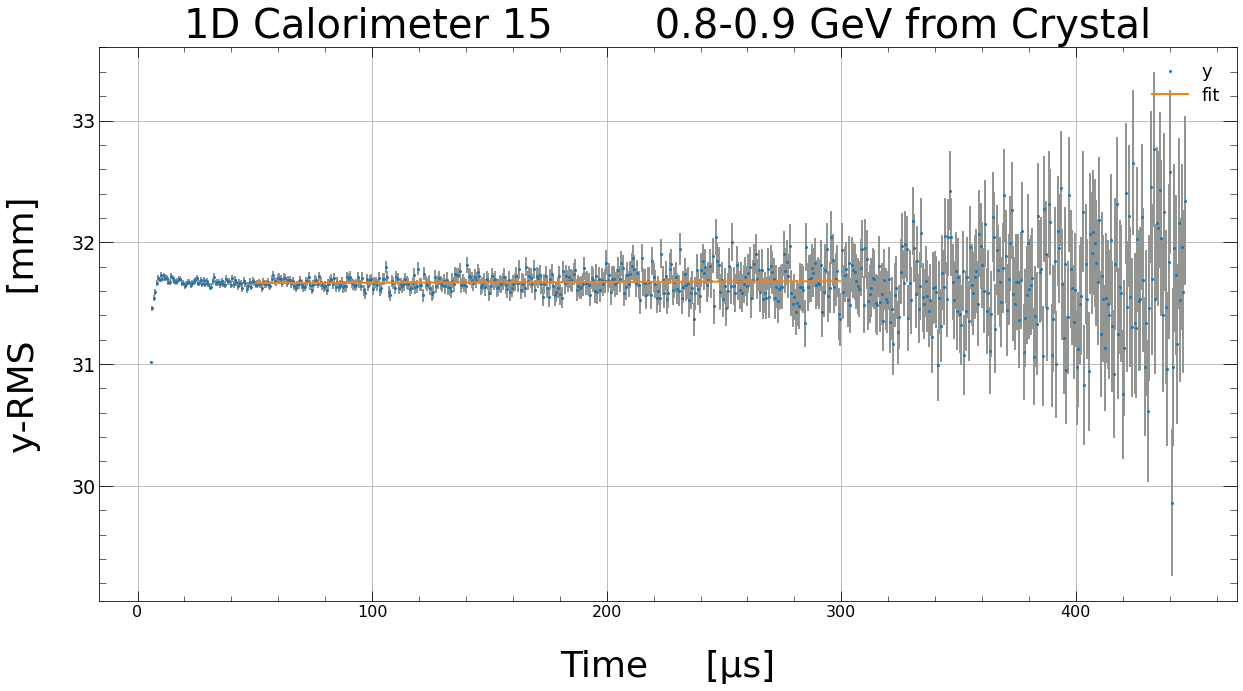 1D Calorimeter 15 0.8-0.9 GeV from Crystal
y
fit
33
32
31
30
y-RMS [mm]
0 100 200 300 400
Time [µs]